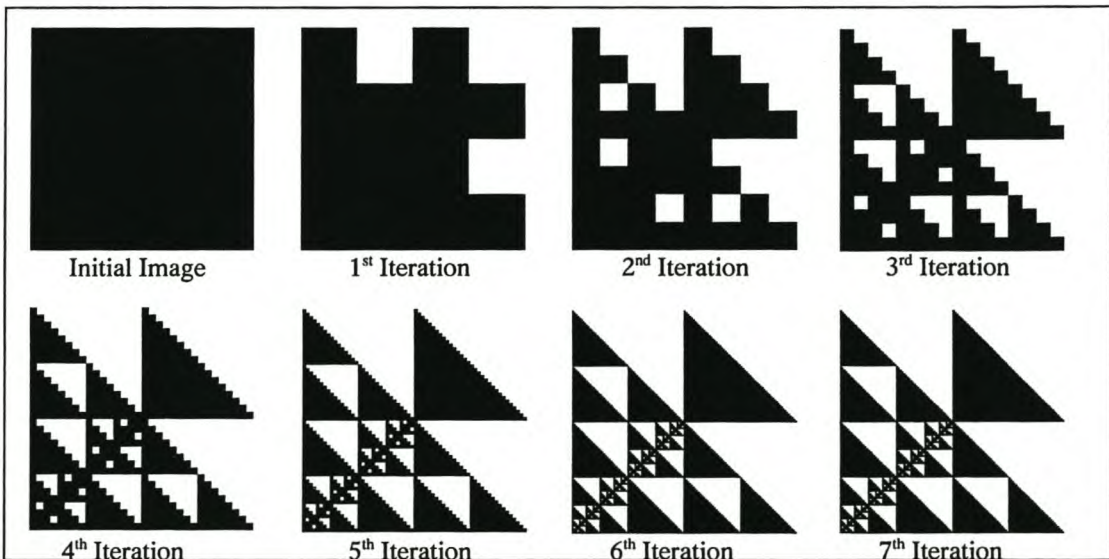 Initial Image
1st Iteration
2nd Iteration
3rd Iteration
4th Iteration
5th Iteration
6th Iteration
7th Iteration